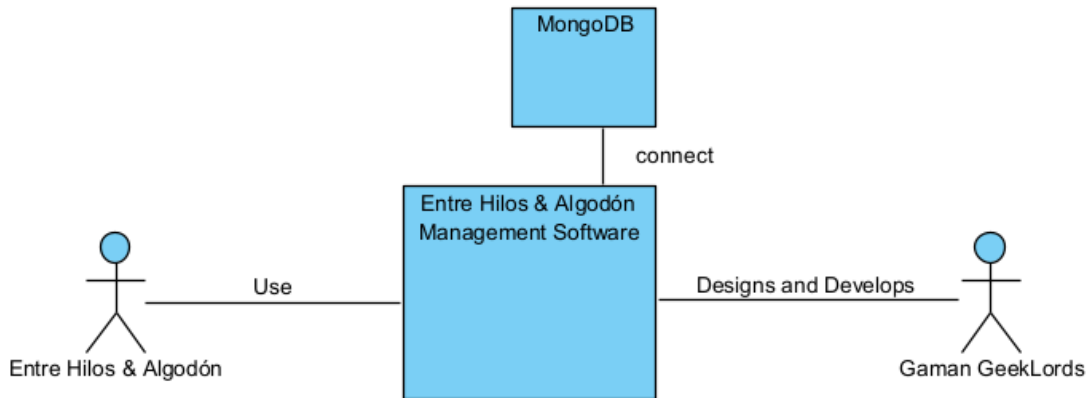 MongoDB
connect
Entre Hilos & Algodón
Management Software
Use
Designs and Develops
Entre Hilos & Algodón
Gaman GeekLords